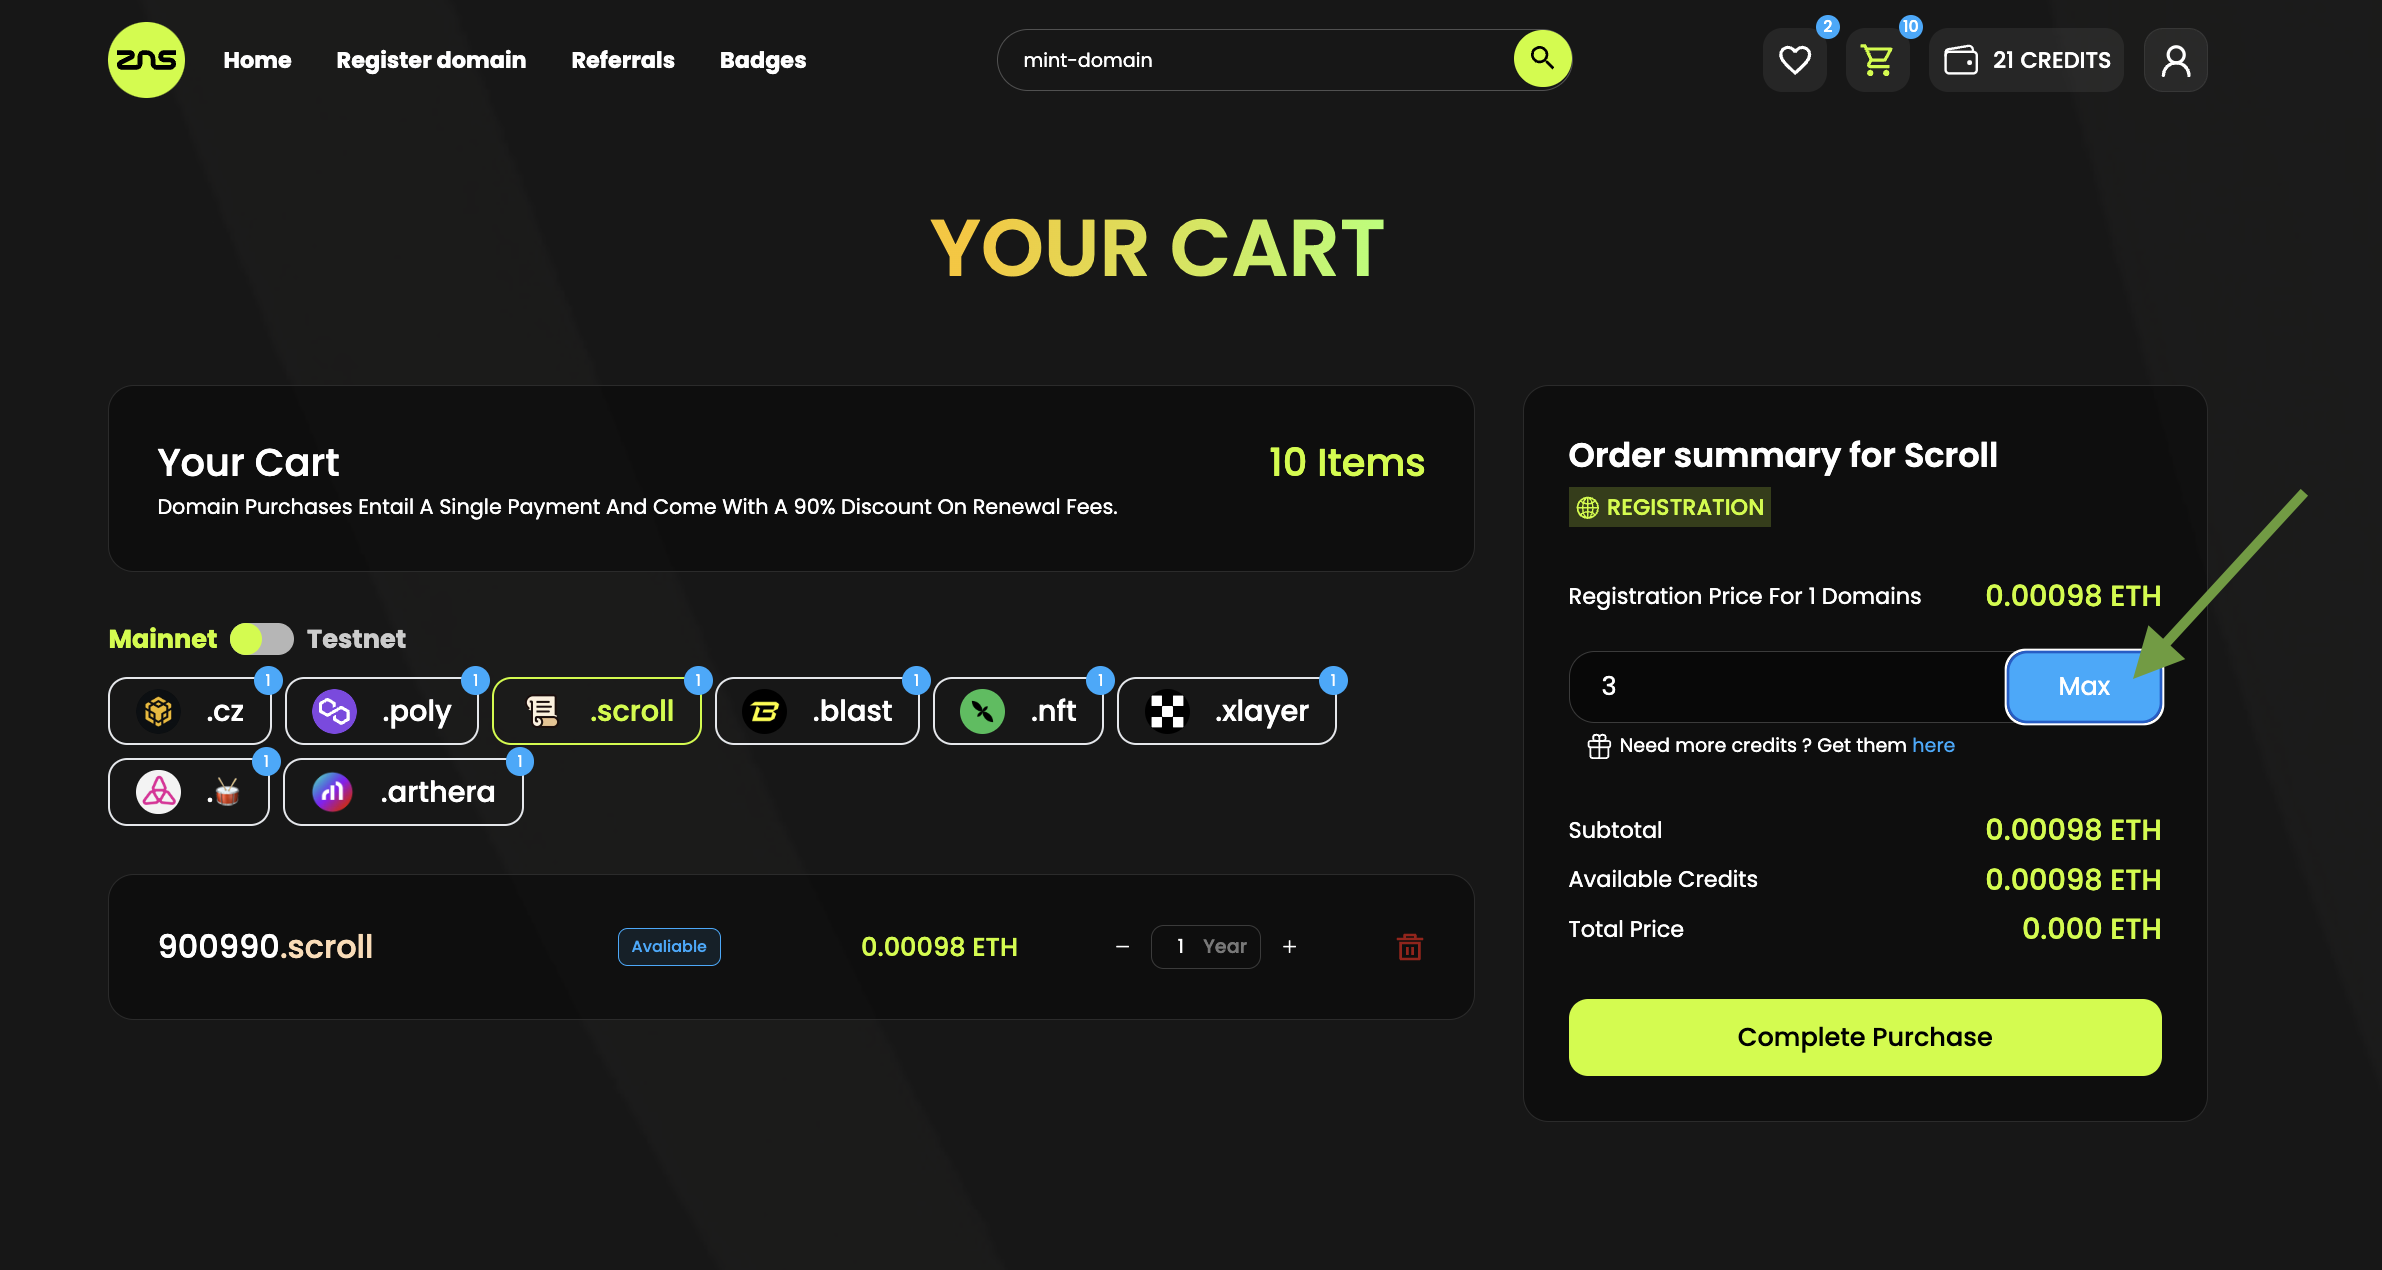 ZNS
Home
Register domain
Referrals
Badges
mint-domain
2
10
21 CREDITS
YOUR CART
Your Cart
10 Items
Domain Purchases Entail A Single Payment And Come With A 90% Discount On Renewal Fees.
Mainnet
Testnet
.cz
1
.poly
1
.scroll
1
.blast
1
.nft
1
.xlayer
1
.🥁
1
.arthera
1
900990.scroll
Avaliable
0.00098 ETH
− 1 Year +
Order summary for Scroll
REGISTRATION
Registration Price For 1 Domains
0.00098 ETH
3
Max
Need more credits ? Get them here
Subtotal
0.00098 ETH
Available Credits
0.00098 ETH
Total Price
0.000 ETH
Complete Purchase